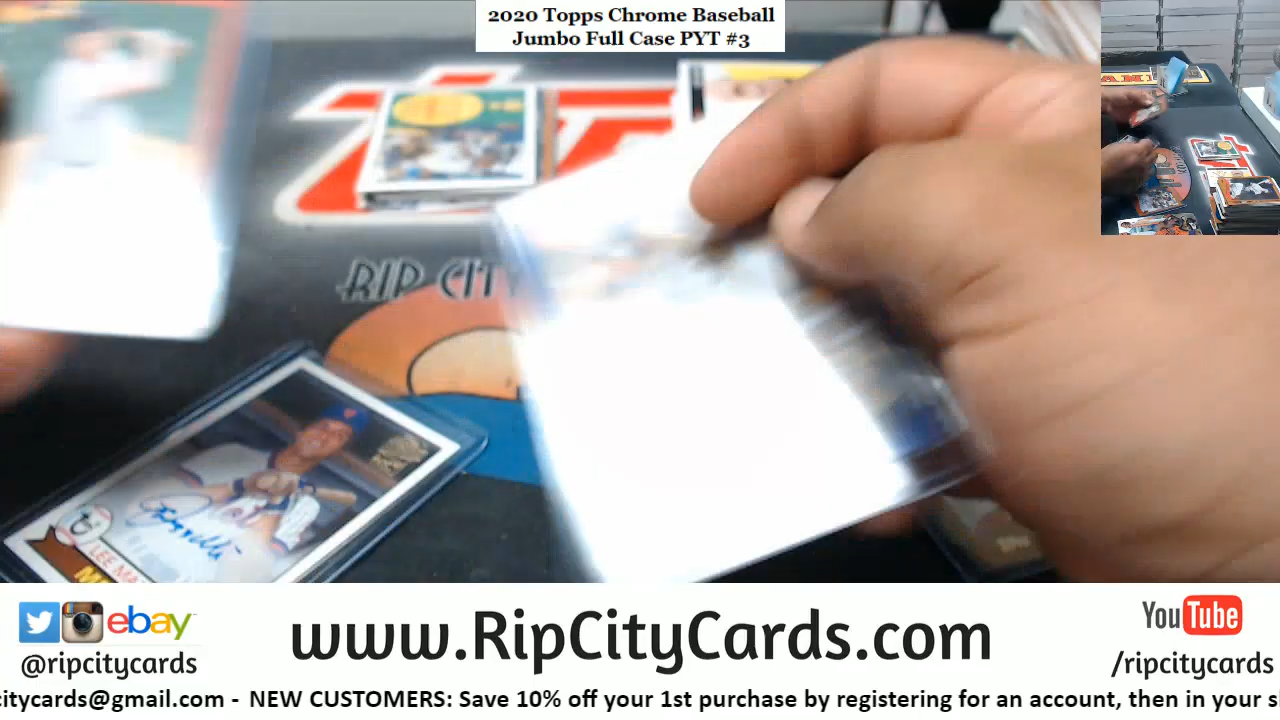 2020 Topps Chrome Baseball
Jumbo Full Case PYT #3
RIP CITY
LEE MA
ebay
www.RipCityCards.com
YouTube
@ripcitycards
/ripcitycards
citycards@gmail.com - NEW CUSTOMERS: Save 10% off your 1st purchase by registering for an account, then in your s